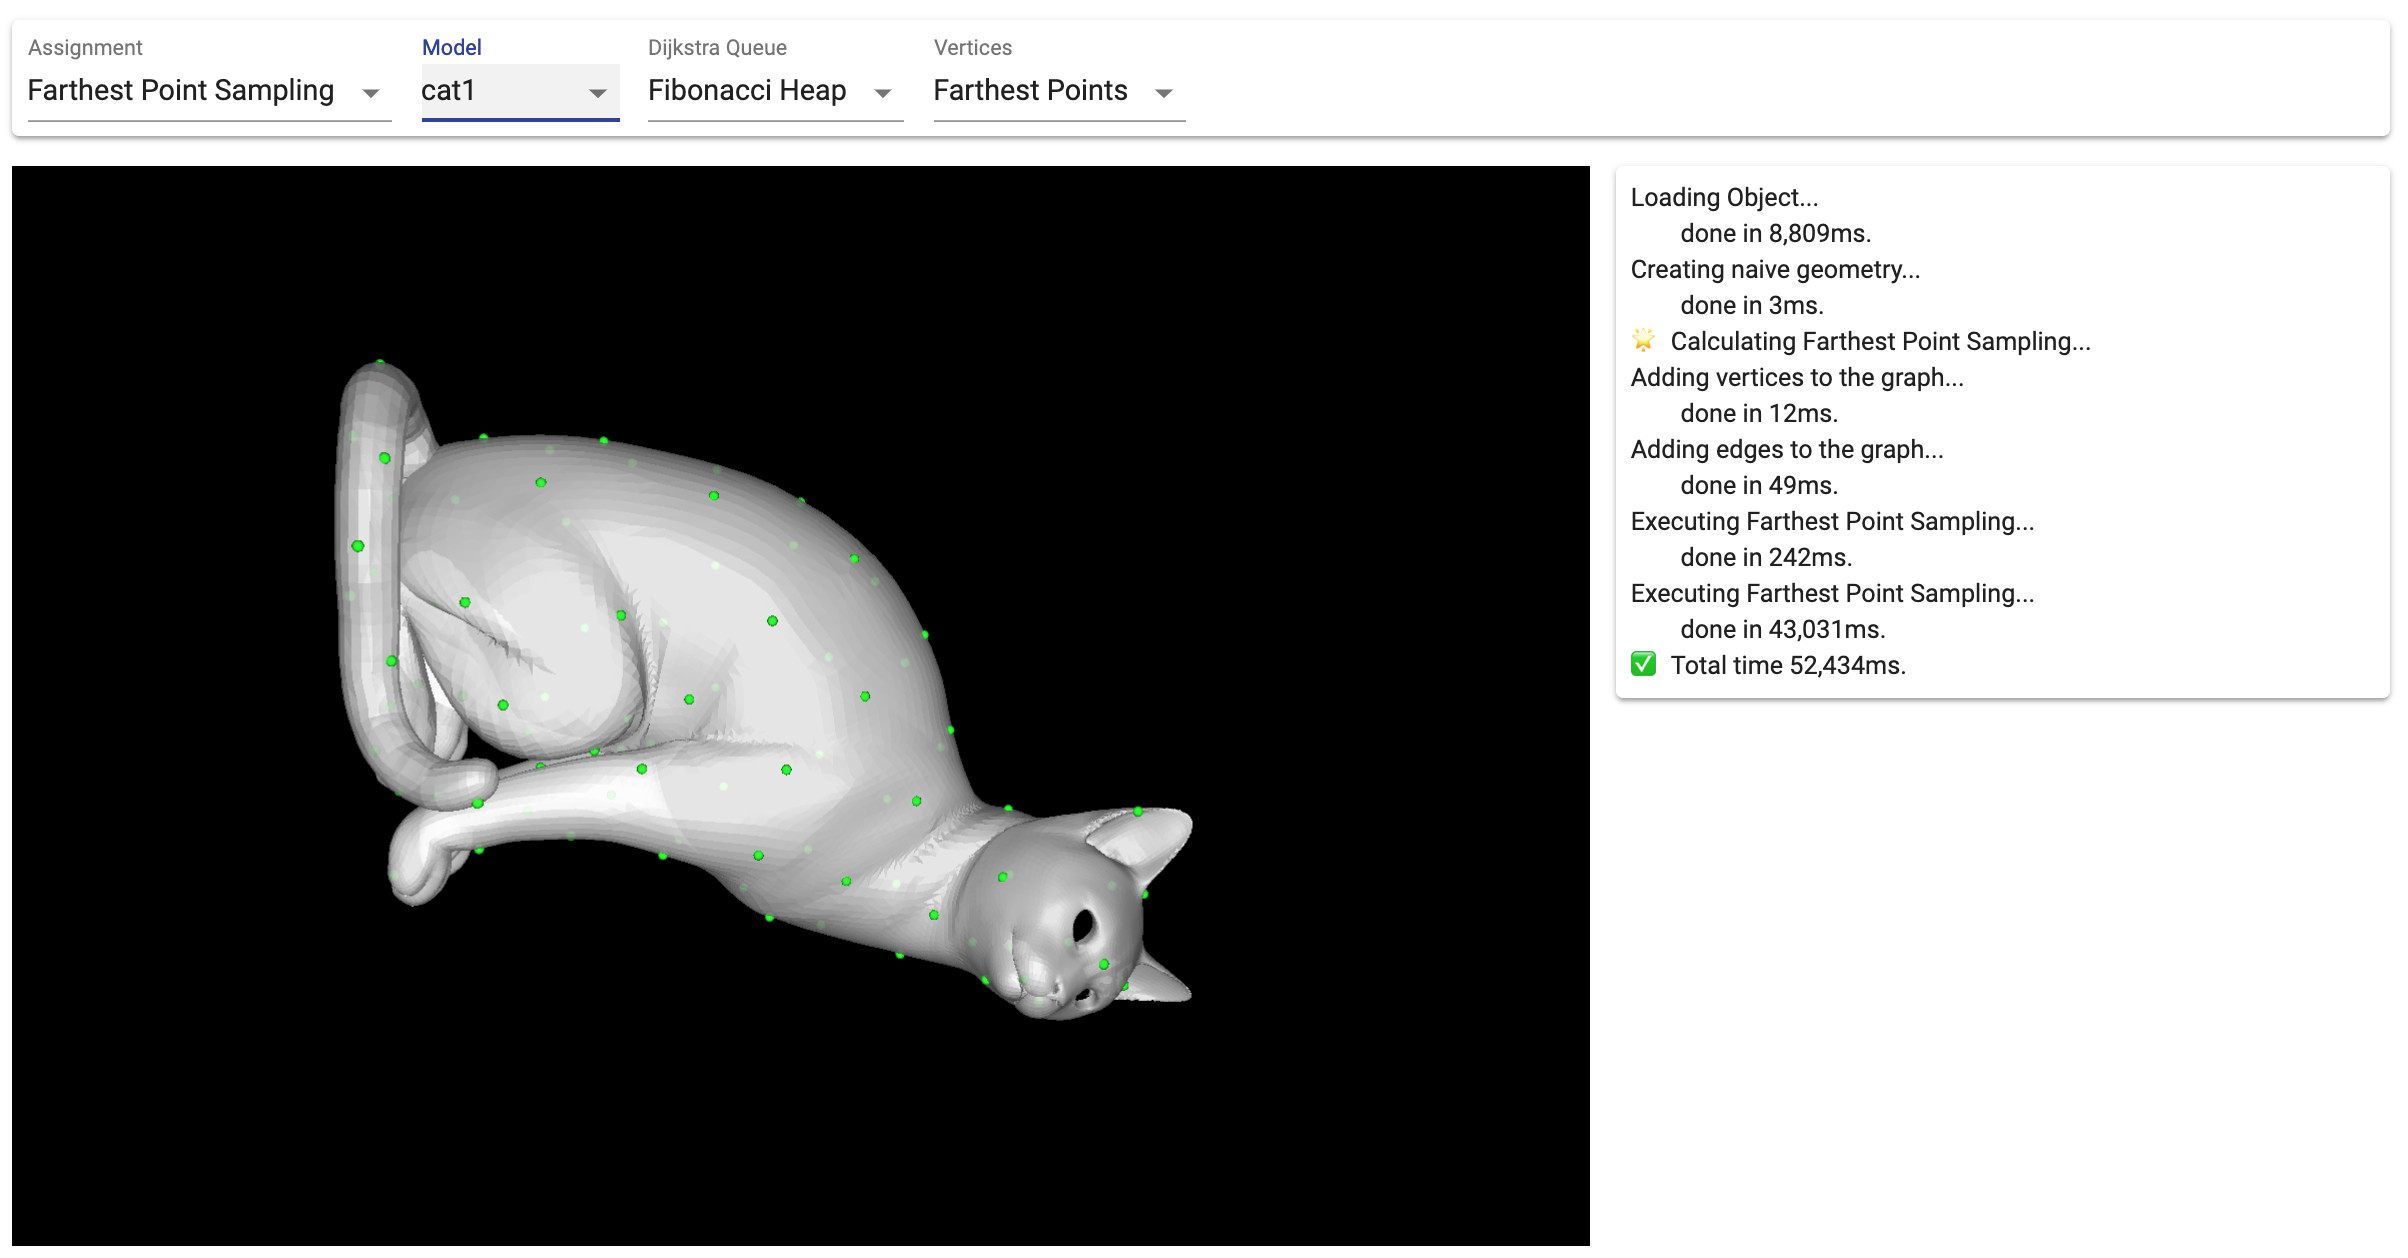 Assignment Model Dijkstra Queue Vertices
Farthest Point Sampling cat1 Fibonacci Heap Farthest Points
Loading Object...
done in 8,809ms.
Creating naive geometry...
done in 3ms.
🌟 Calculating Farthest Point Sampling...
Adding vertices to the graph...
done in 12ms.
Adding edges to the graph...
done in 49ms.
Executing Farthest Point Sampling...
done in 242ms.
Executing Farthest Point Sampling...
done in 43,031ms.
✅ Total time 52,434ms.